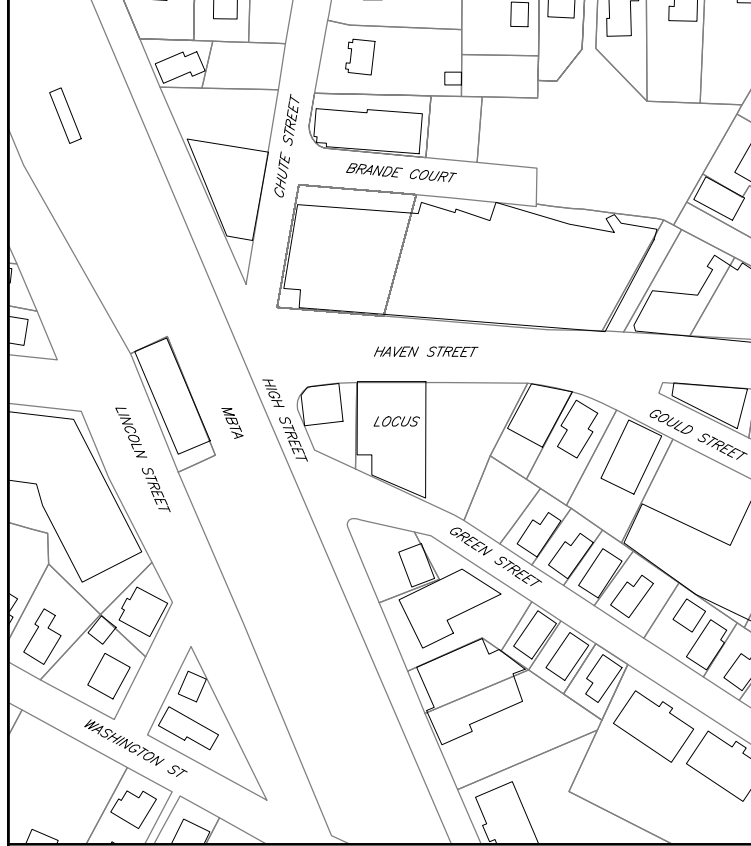 CHUTE STREET
BRANDE COURT
HAVEN STREET
HIGH STREET
LOCUS
MBTA
LINCOLN STREET
GOULD STREET
GREEN STREET
WASHINGTON ST